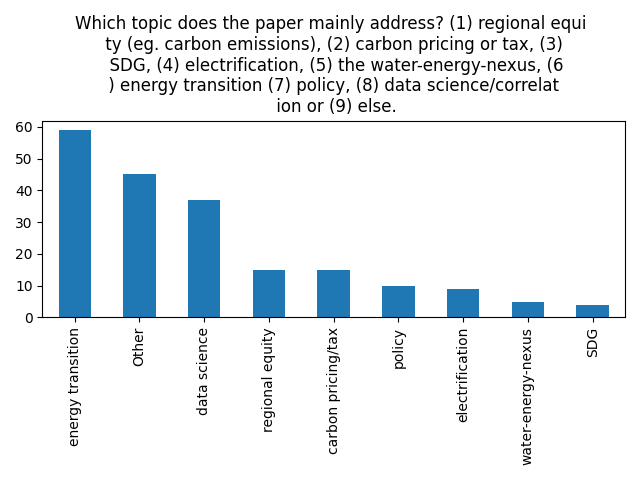 Which topic does the paper mainly address? (1) regional equi
ty (eg. carbon emissions), (2) carbon pricing or tax, (3)
SDG, (4) electrification, (5) the water-energy-nexus, (6
) energy transition (7) policy, (8) data science/correlat
ion or (9) else.
60
50
40
30
20
10
0
energy transition
Other
data science
regional equity
carbon pricing/tax
policy
electrification
water-energy-nexus
SDG